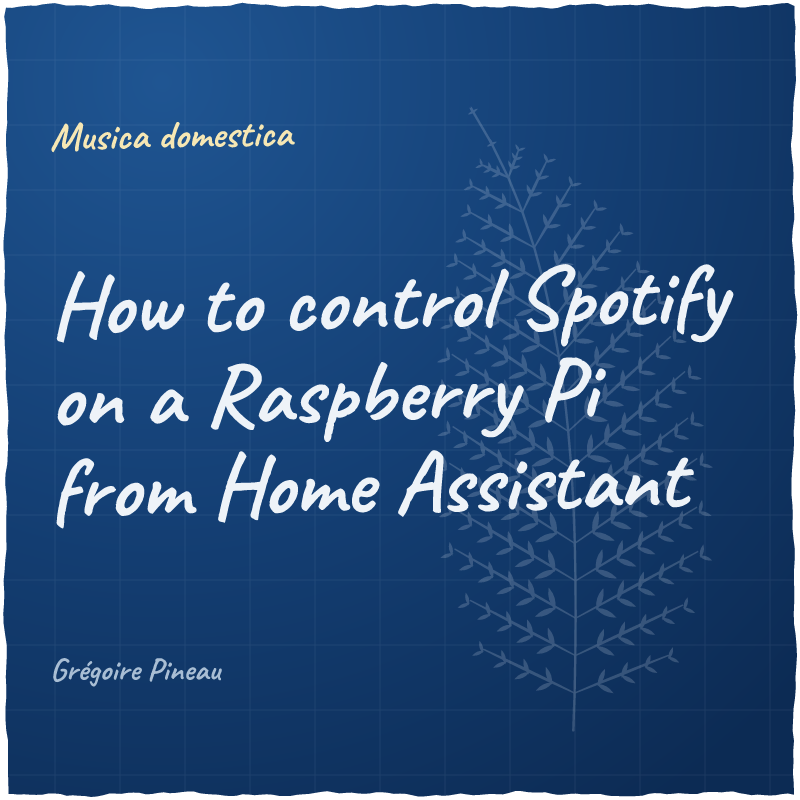 Musica domestica
How to control Spotify
on a Raspberry Pi
from Home Assistant
Grégoire Pineau